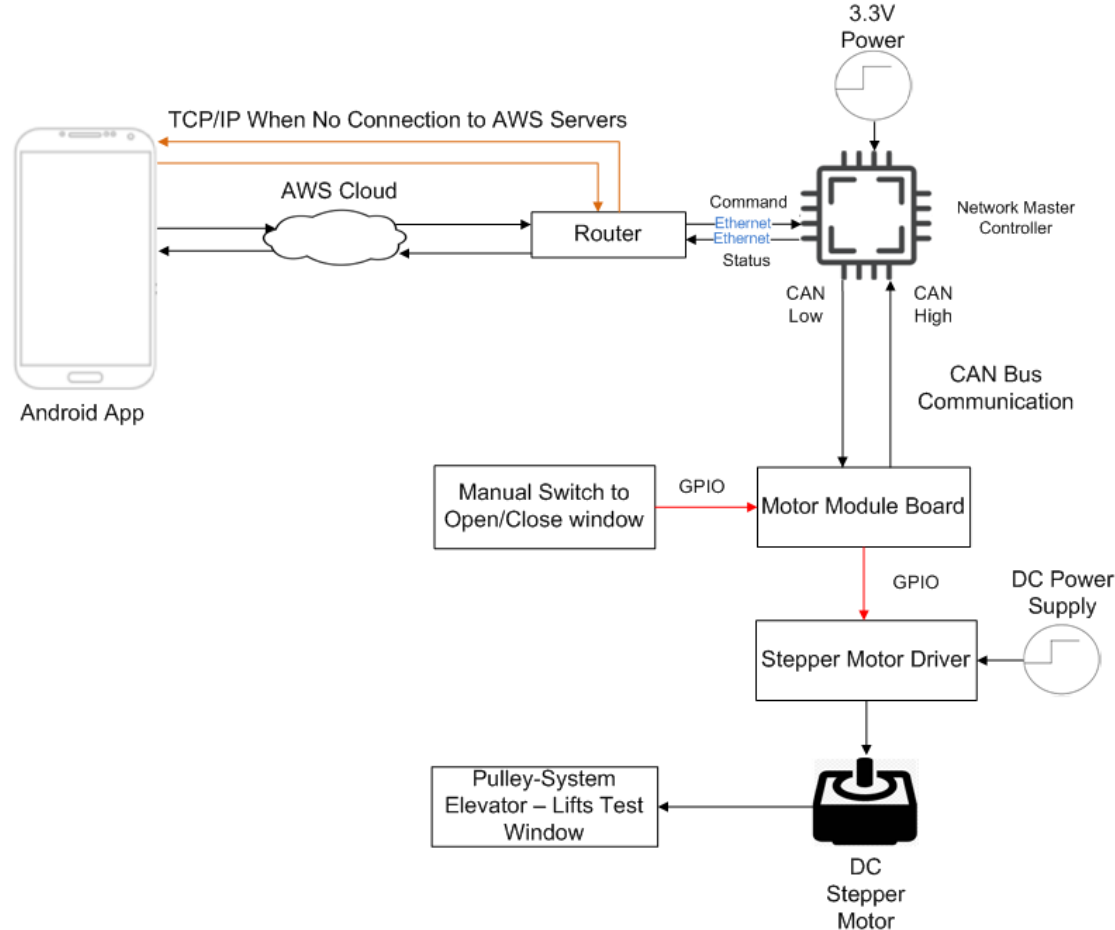 3.3V
Power
TCP/IP When No Connection to AWS Servers
AWS Cloud
Router
Command
Ethernet
Ethernet
Status
Network Master
Controller
CAN
Low
CAN
High
CAN Bus
Communication
Android App
Manual Switch to
Open/Close window
GPIO
Motor Module Board
GPIO
DC Power
Supply
Stepper Motor Driver
Pulley-System
Elevator – Lifts Test
Window
DC
Stepper
Motor